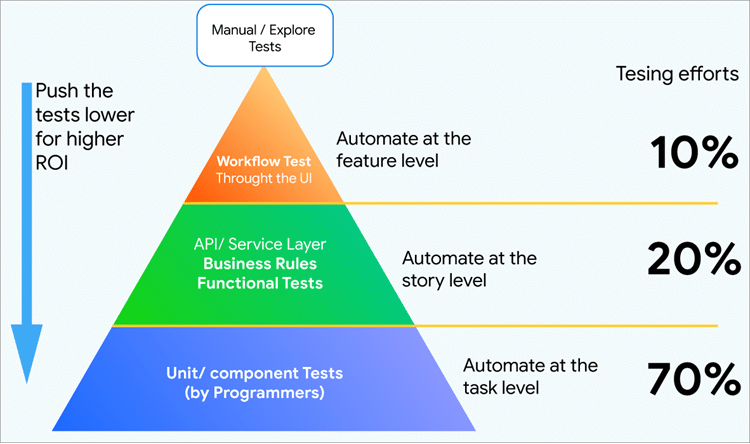 Manual / Explore
Tests
Push the
tests lower
for higher
ROI
Tesing efforts
Workflow Test
Throught the UI
Automate at the
feature level
10%
API/ Service Layer
Business Rules
Functional Tests
Automate at the
story level
20%
Unit/ component Tests
(by Programmers)
Automate at the
task level
70%